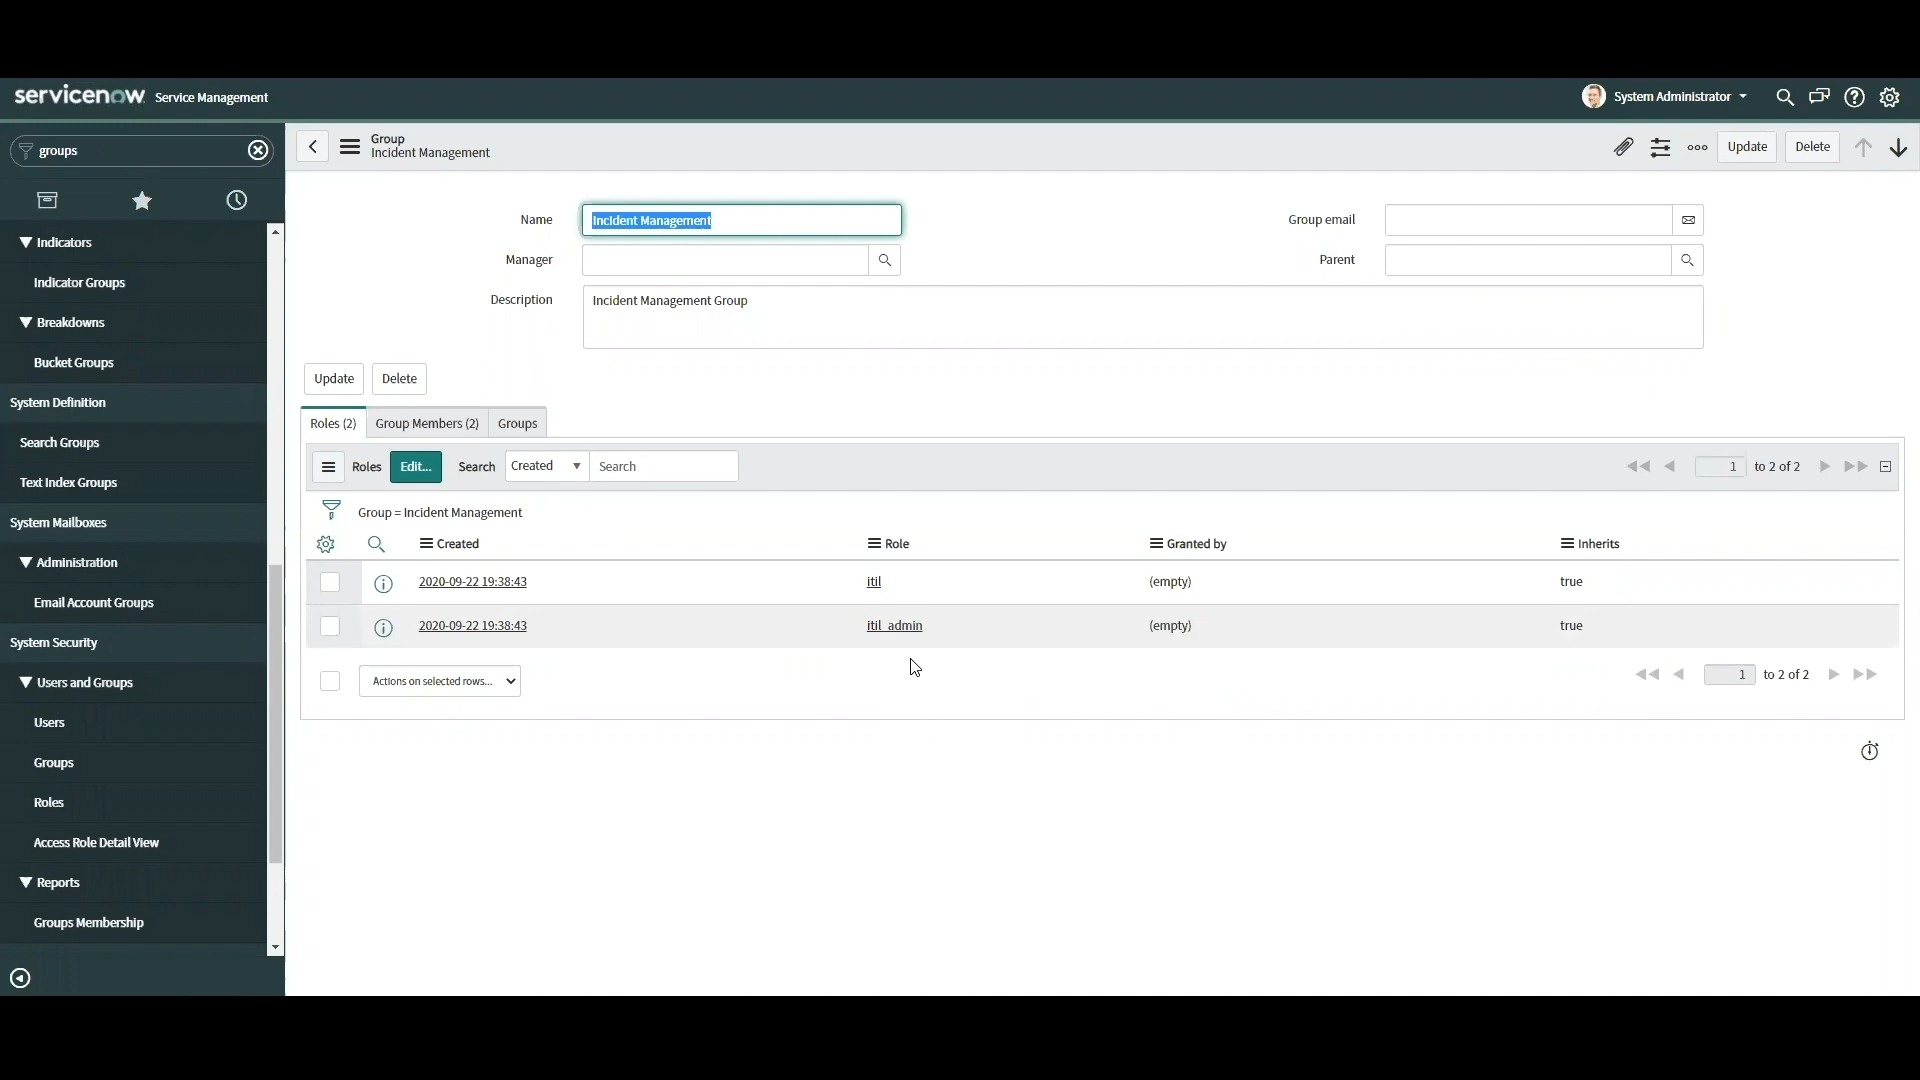 servicenow Service Management
System Administrator
groups
Group
Incident Management
Update
Delete
Indicators
Indicator Groups
Breakdowns
Bucket Groups
System Definition
Search Groups
Text Index Groups
System Mailboxes
Administration
Email Account Groups
System Security
Users and Groups
Users
Groups
Roles
Access Role Detail View
Reports
Groups Membership
Name Incident Management
Group email
Manager
Parent
Description Incident Management Group
Update Delete
Roles (2) Group Members (2) Groups
Roles Edit... Search Created Search 1 to 2 of 2
Group = Incident Management
Created Role Granted by Inherits
2020-09-22 19:38:43 itil (empty) true
2020-09-22 19:38:43 itil_admin (empty) true
Actions on selected rows... 1 to 2 of 2